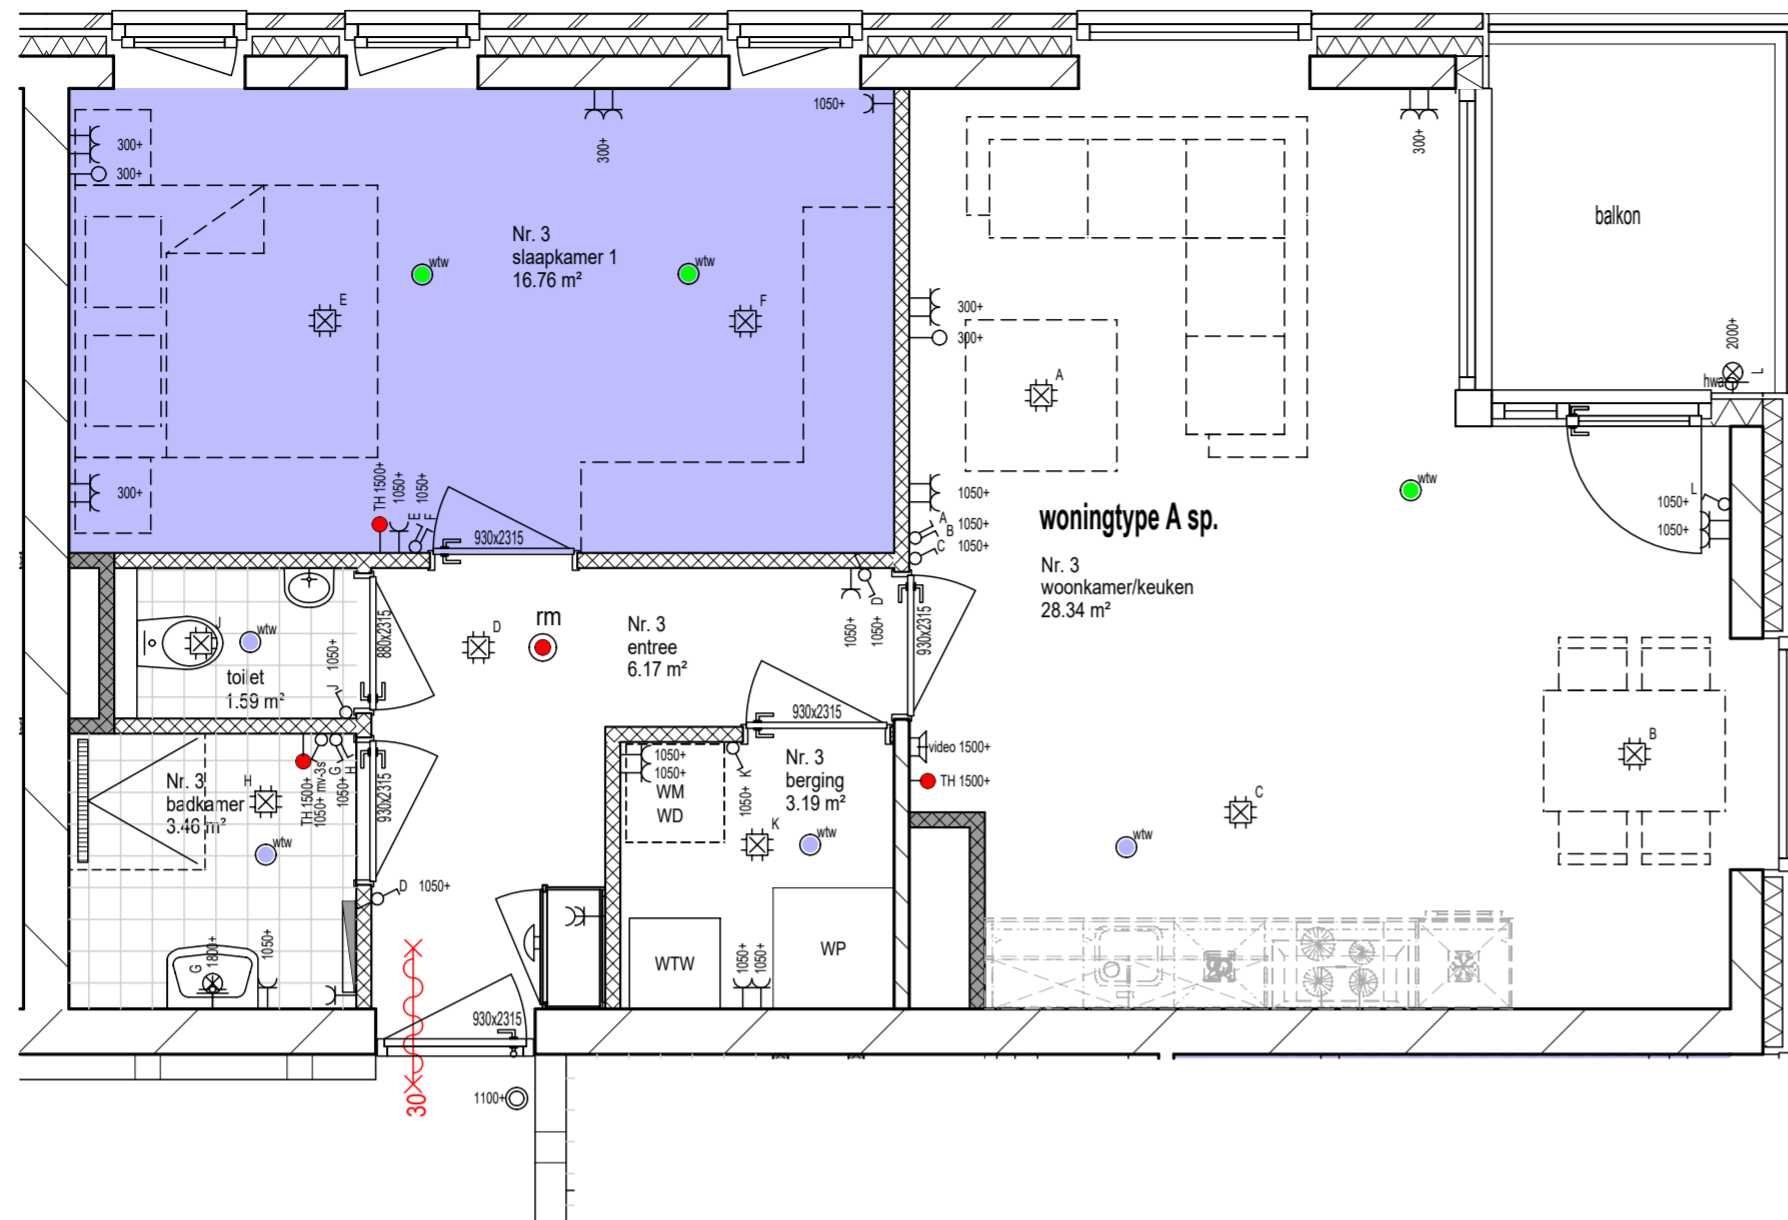 1050+
300+
300+
300+
300+
Nr. 3
slaapkamer 1
16.76 m²
balkon
wtw
wtw
E
F
300+
300+
A
2000+
hwa
L
wtw
300+
TH 1500+
1050+
1050+
E
F
930x2315
1050+
A
1050+
B
C
1050+
woningtype A sp.
L
1050+
1050+
Nr. 3
woonkamer/keuken
28.34 m²
J
wtw
toilet
1.59 m²
1050+
J
880x2315
D
rm
Nr. 3
entree
6.17 m²
1050+
1050+
D
930x2315
930x2315
video 1500+
TH 1500+
B
C
wtw
Nr. 3
badkamer
3.46 m²
H
TH 1500+
1050+ mv-3s
G
1050+
H
930x2315
wtw
1050+
1050+
WM
WD
1050+
K
Nr. 3
berging
3.19 m²
K
wtw
D 1050+
G
1800+
1050+
WTW
1050+
1050+
WP
930x2315
30
1100+